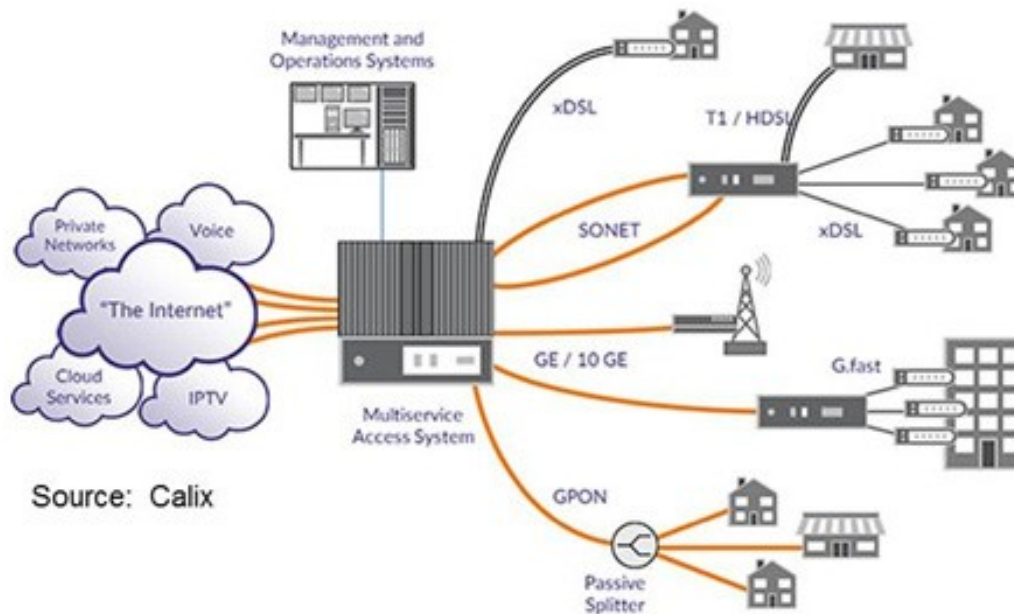 Management and
Operations Systems
xDSL
T1 / HDSL
Private
Networks
Voice
SONET
xDSL
"The Internet"
GE / 10 GE
G.fast
Cloud
Services
IPTV
Multiservice
Access System
Source: Calix
GPON
Passive
Splitter